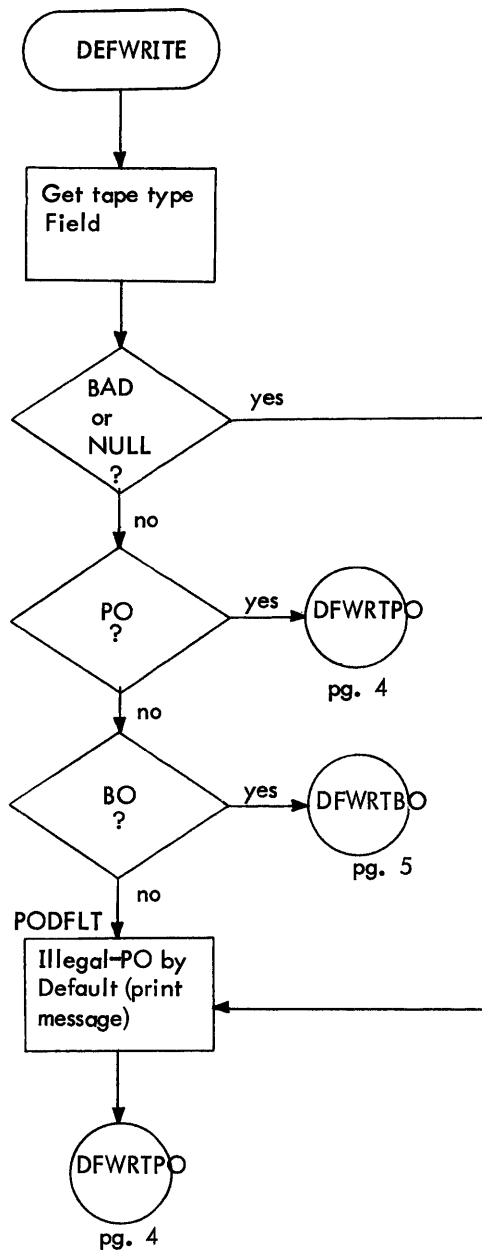 DEFWRITE
Get tape type
Field
BAD
or
NULL
?
yes
no
PO
?
yes
DFWRTPO
pg. 4
no
BO
?
yes
DFWRTBO
pg. 5
no
PODFLT
Illegal-PO by
Default (print
message)
DFWRTPO
pg. 4